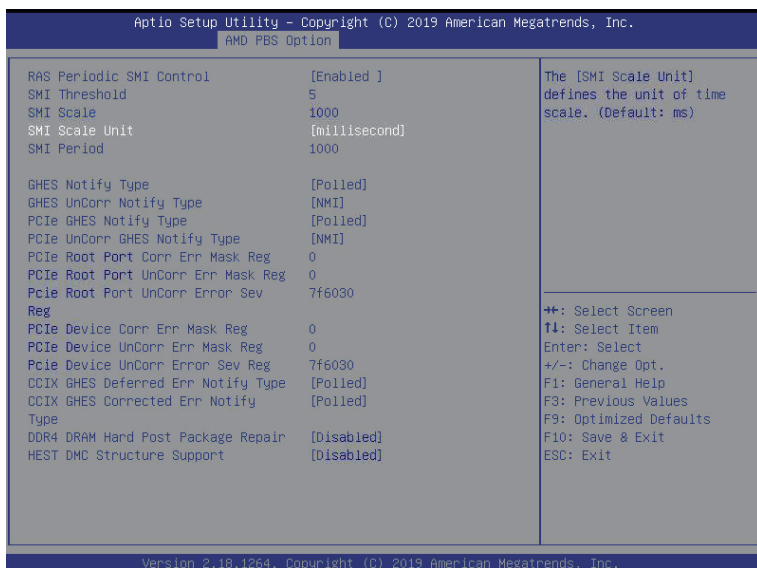 Aptio Setup Utility – Copyright (C) 2019 American Megatrends, Inc.
AMD PBS Option
RAS Periodic SMI Control [Enabled ]
SMI Threshold 5
SMI Scale 1000
SMI Scale Unit [millisecond]
SMI Period 1000
GHES Notify Type [Polled]
GHES UnCorr Notify Type [NMI]
PCIe GHES Notify Type [Polled]
PCIe UnCorr GHES Notify Type [NMI]
PCIe Root Port Corr Err Mask Reg 0
PCIe Root Port UnCorr Err Mask Reg 0
Pcie Root Port UnCorr Error Sev 7f6030
Reg
PCIe Device Corr Err Mask Reg 0
PCIe Device UnCorr Err Mask Reg 0
Pcie Device UnCorr Error Sev Reg 7f6030
CCIX GHES Deferred Err Notify Type [Polled]
CCIX GHES Corrected Err Notify [Polled]
Type
DDR4 DRAM Hard Post Package Repair [Disabled]
HEST DMC Structure Support [Disabled]
The [SMI Scale Unit]
defines the unit of time
scale. (Default: ms)
→←: Select Screen
↑↓: Select Item
Enter: Select
+/-: Change Opt.
F1: General Help
F3: Previous Values
F9: Optimized Defaults
F10: Save & Exit
ESC: Exit
Version 2.18.1264. Copyright (C) 2019 American Megatrends, Inc.